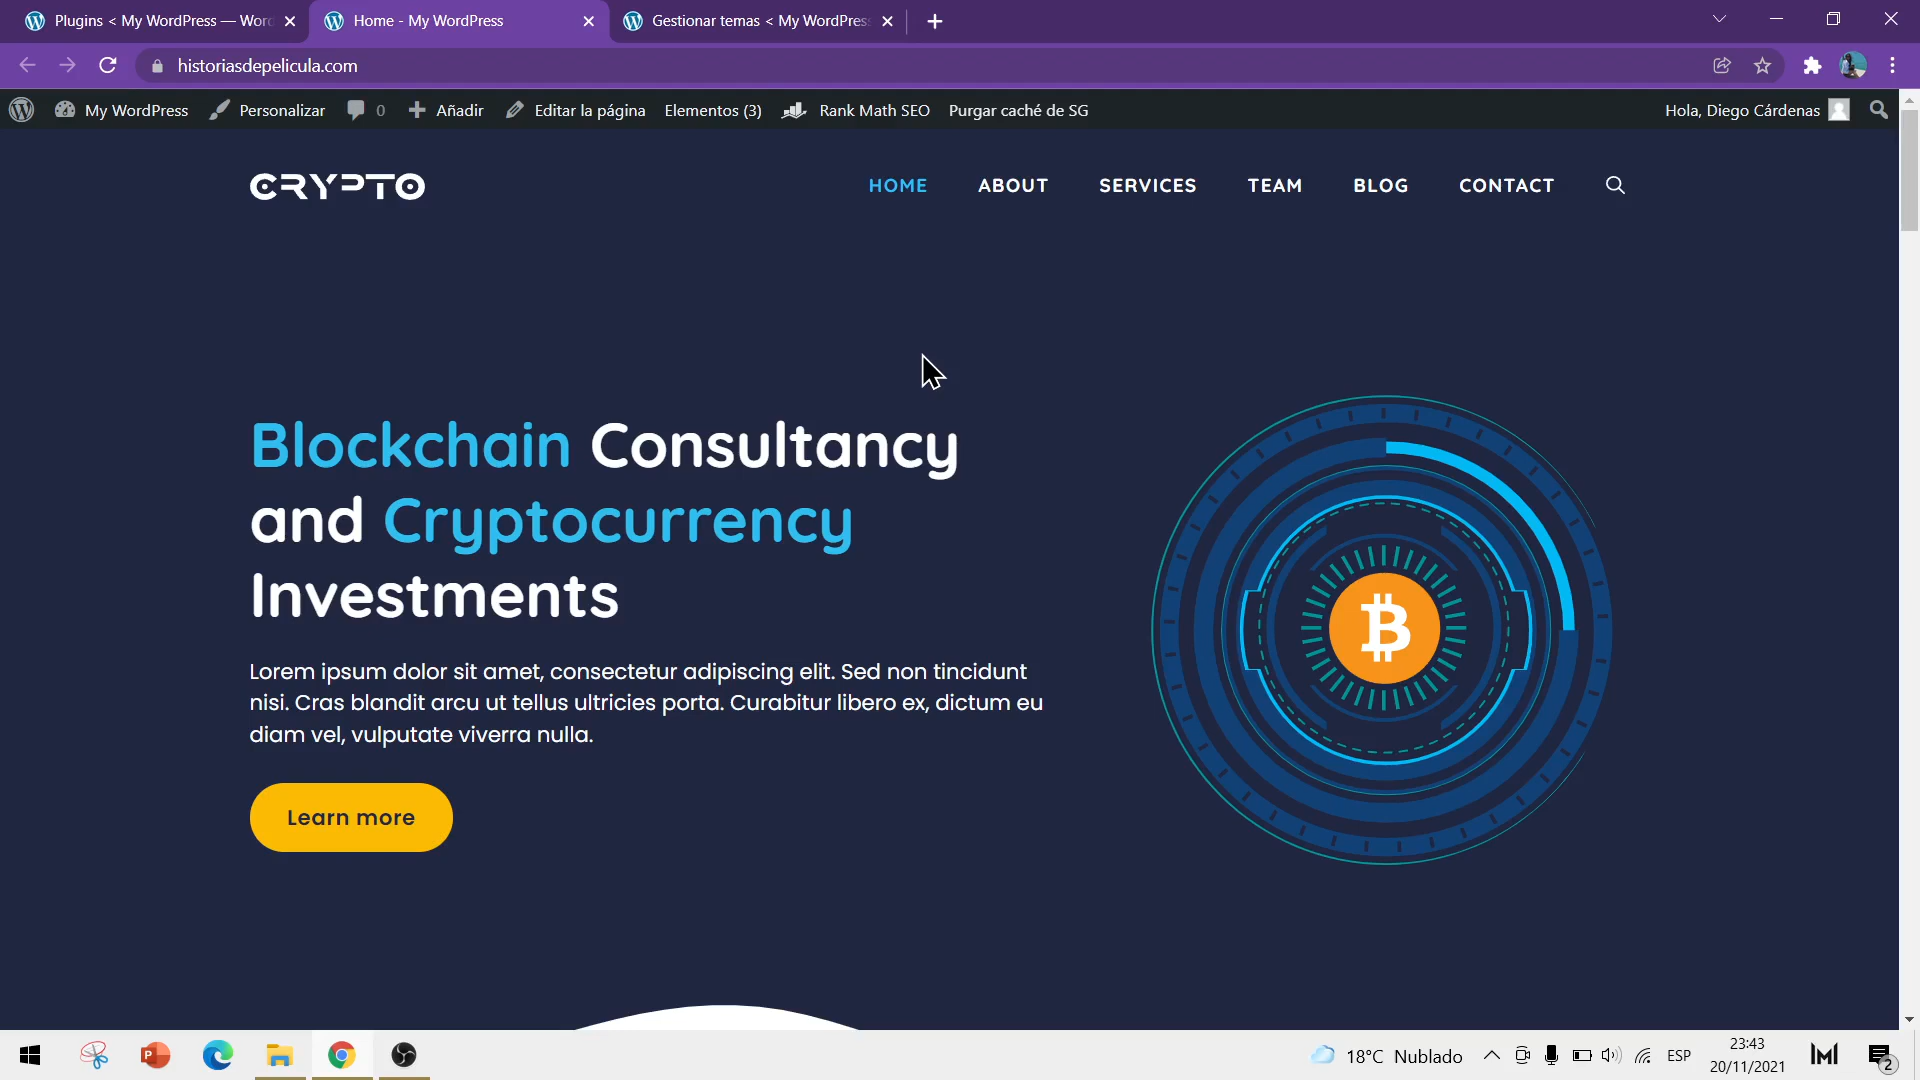 Plugins < My WordPress — Wor
Home - My WordPress
Gestionar temas < My WordPres
historiasdepelicula.com
My WordPress
Personalizar
0
Añadir
Editar la página
Elementos (3)
Rank Math SEO
Purgar caché de SG
Hola, Diego Cárdenas
CRYPTO
HOME
ABOUT
SERVICES
TEAM
BLOG
CONTACT
Blockchain Consultancy
and Cryptocurrency
Investments
Lorem ipsum dolor sit amet, consectetur adipiscing elit. Sed non tincidunt
nisi. Cras blandit arcu ut tellus ultricies porta. Curabitur libero ex, dictum eu
diam vel, vulputate viverra nulla.
Learn more
18°C Nublado
ESP
23:43
20/11/2021
2